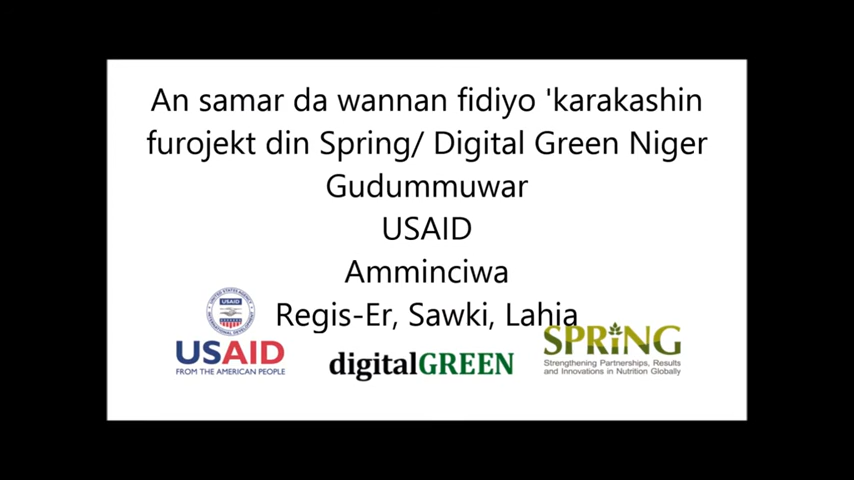 An samar da wannan fidiyo 'karakashin
furojekt din Spring/ Digital Green Niger
Gudummuwar
USAID
Amminciwa
Regis-Er, Sawki, Lahia
USAID
USAID
FROM THE AMERICAN PEOPLE
digitalGREEN
SPRiNG
Strengthening Partnerships, Results
and Innovations in Nutrition Globally